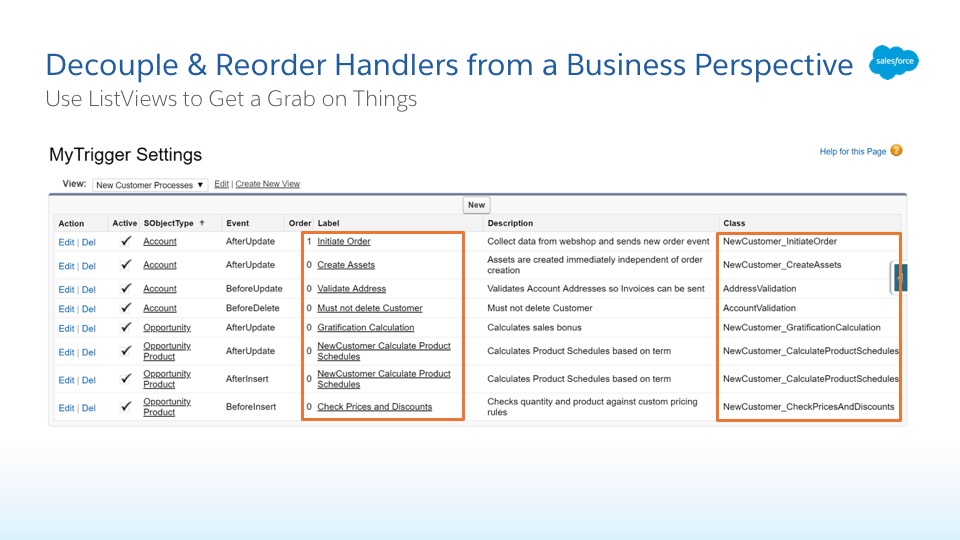 Decouple & Reorder Handlers from a Business Perspective
salesforce
Use ListViews to Get a Grab on Things
MyTrigger Settings
Help for this Page ?
View: New Customer Processes ▼ Edit | Create New View
New
Action Active SObjectType ↑ Event Order Label Description Class
Edit | Del ✓ Account AfterUpdate 1 Initiate Order Collect data from webshop and sends new order event NewCustomer_InitiateOrder
Edit | Del ✓ Account AfterUpdate 0 Create Assets Assets are created immediately independent of order NewCustomer_CreateAssets
creation
Edit | Del ✓ Account BeforeUpdate 0 Validate Address Validates Account Addresses so Invoices can be sent AddressValidation
Edit | Del ✓ Account BeforeDelete 0 Must not delete Customer Must not delete Customer AccountValidation
Edit | Del ✓ Opportunity AfterUpdate 0 Gratification Calculation Calculates sales bonus NewCustomer_GratificationCalculation
Edit | Del ✓ Opportunity AfterUpdate 0 NewCustomer Calculate Product Calculates Product Schedules based on term NewCustomer_CalculateProductSchedules
Product Schedules
Edit | Del ✓ Opportunity AfterInsert 0 NewCustomer Calculate Product Calculates Product Schedules based on term NewCustomer_CalculateProductSchedules
Product Schedules
Edit | Del ✓ Opportunity BeforeInsert 0 Check Prices and Discounts Checks quantity and product against custom pricing NewCustomer_CheckPricesAndDiscounts
Product rules